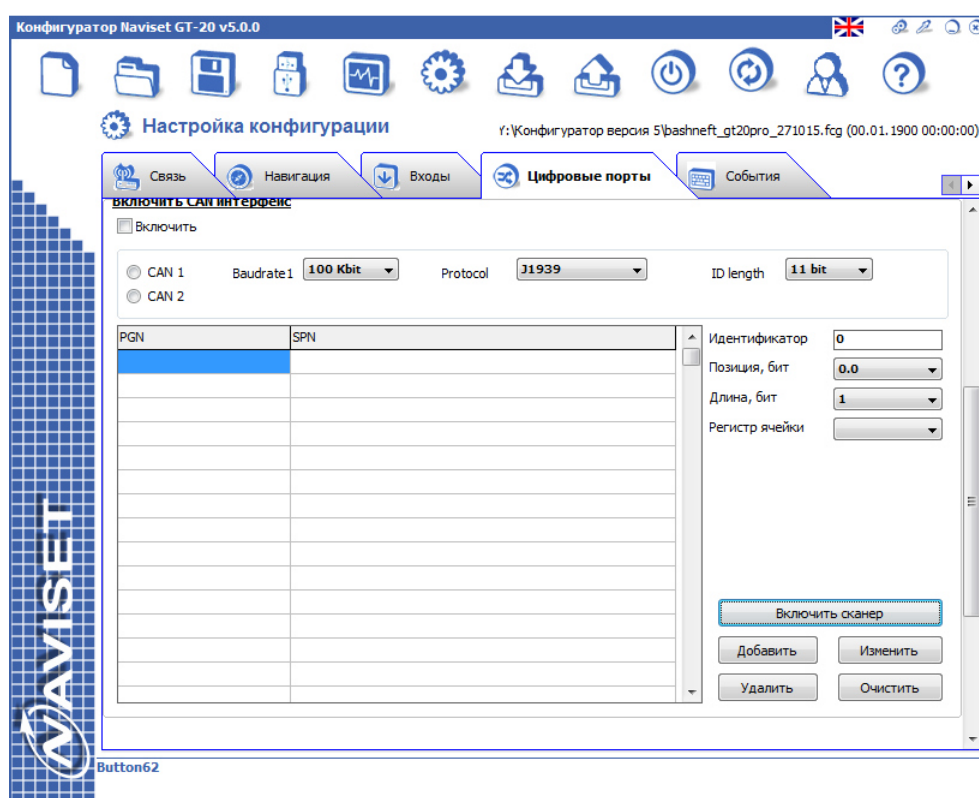 Конфигуратор Naviset GT-20 v5.0.0
Настройка конфигурации
Y:\Конфигуратор версия 5\bashneft_gt20pro_271015.fcg (00.01.1900 00:00:00)
Связь Навигация Входы Цифровые порты События
Включить CAN интерфейс
Включить
CAN 1 Baudrate1 100 Kbit Protocol J1939 ID length 11 bit
CAN 2
PGN SPN
Идентификатор 0
Позиция, бит 0.0
Длина, бит 1
Регистр ячейки
Включить сканер
Добавить Изменить
Удалить Очистить
NAVISET
Button62